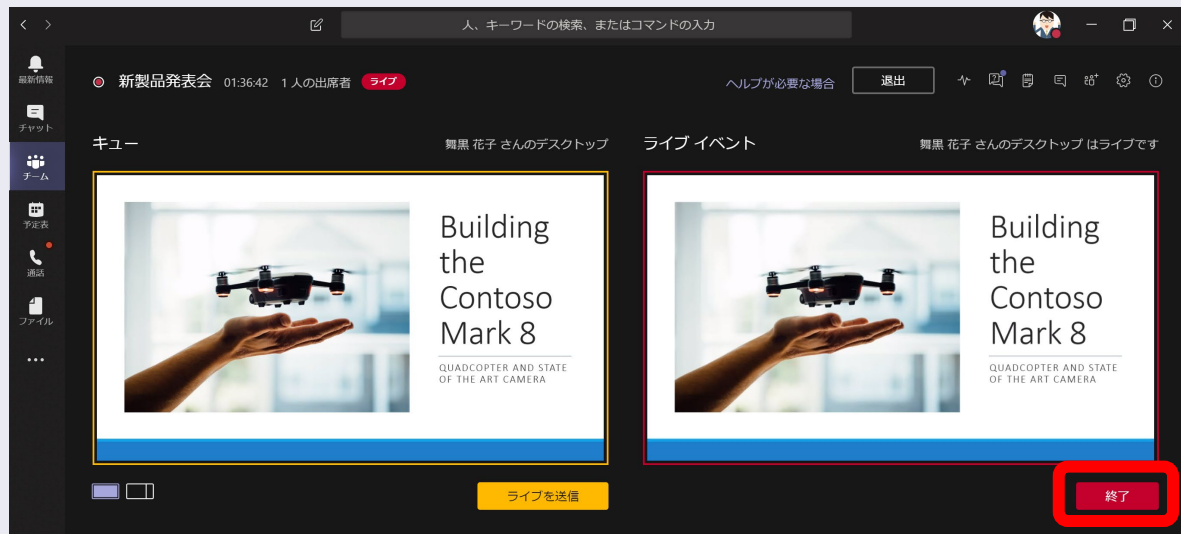 人、キーワードの検索、またはコマンドの入力
最新情報
チャット
チーム
予定表
通話
ファイル
新製品発表会 01:36:42 1 人の出席者 ライブ
ヘルプが必要な場合 退出
キュー 舞黒 花子 さんのデスクトップ
Building
the
Contoso
Mark 8
QUADCOPTER AND STATE
OF THE ART CAMERA
ライブを送信
ライブ イベント 舞黒 花子 さんのデスクトップ はライブです
Building
the
Contoso
Mark 8
QUADCOPTER AND STATE
OF THE ART CAMERA
終了